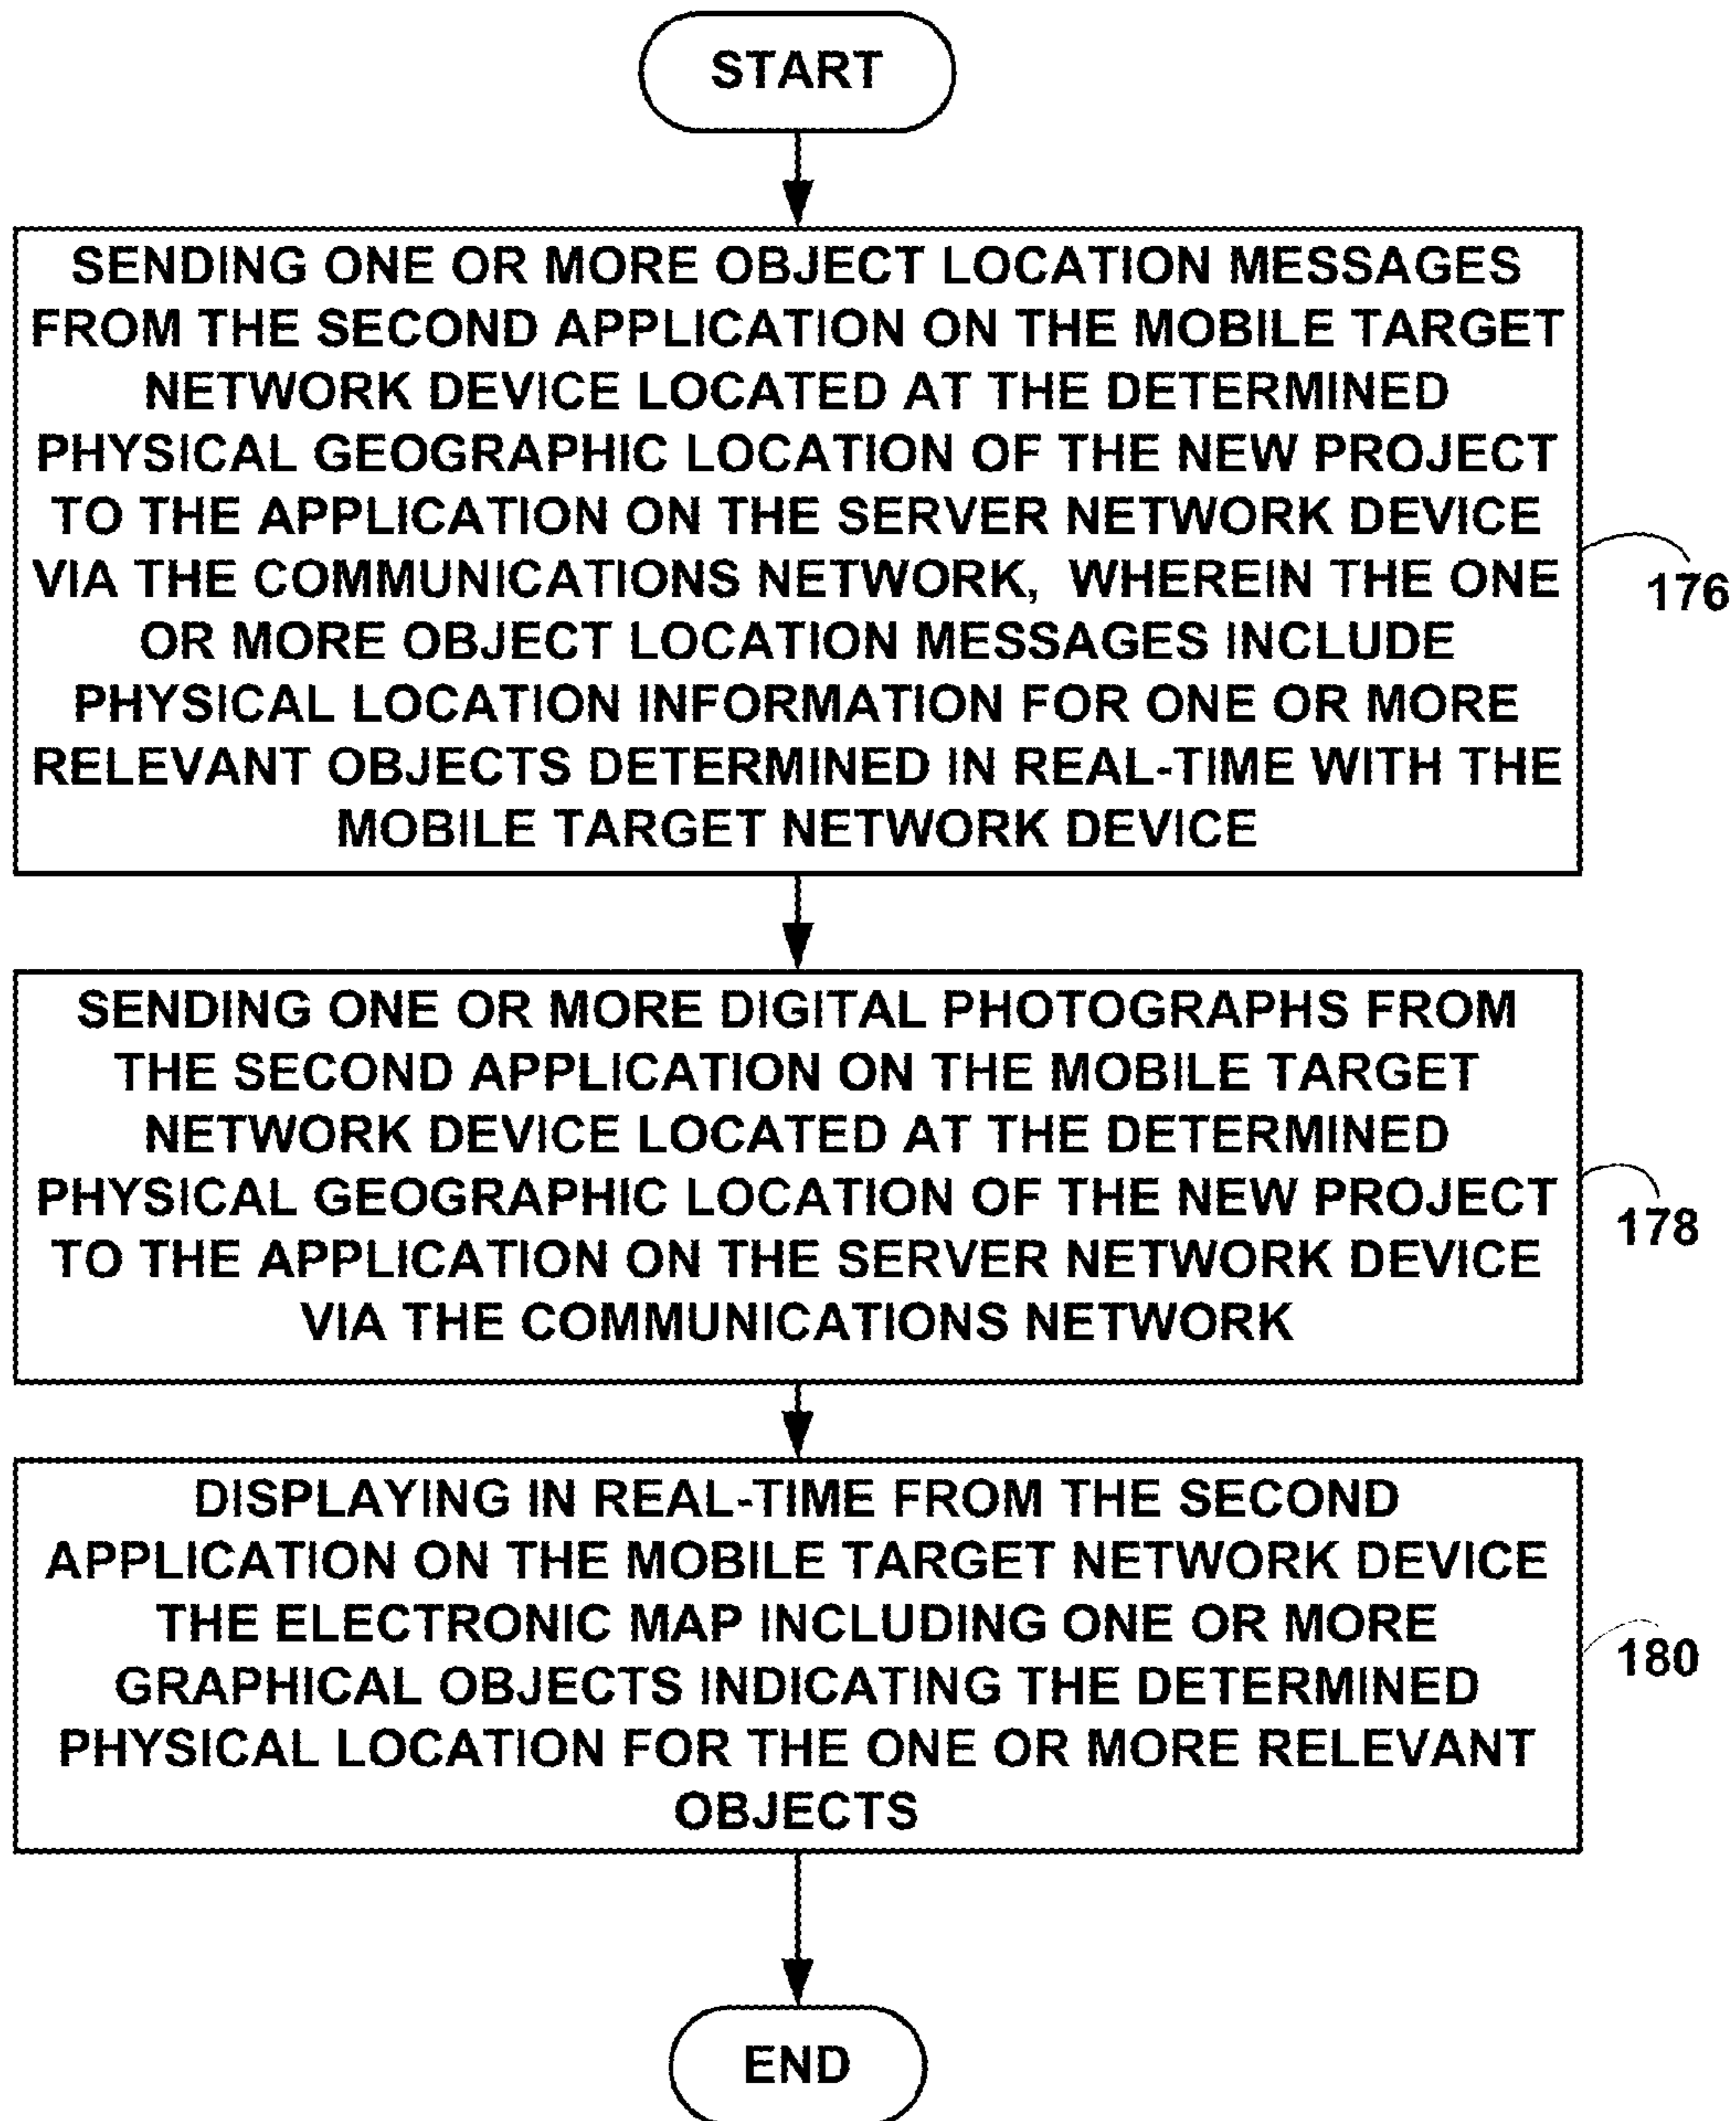 START
SENDING ONE OR MORE OBJECT LOCATION MESSAGES
FROM THE SECOND APPLICATION ON THE MOBILE TARGET
NETWORK DEVICE LOCATED AT THE DETERMINED
PHYSICAL GEOGRAPHIC LOCATION OF THE NEW PROJECT
TO THE APPLICATION ON THE SERVER NETWORK DEVICE
VIA THE COMMUNICATIONS NETWORK, WHEREIN THE ONE
OR MORE OBJECT LOCATION MESSAGES INCLUDE
PHYSICAL LOCATION INFORMATION FOR ONE OR MORE
RELEVANT OBJECTS DETERMINED IN REAL-TIME WITH THE
MOBILE TARGET NETWORK DEVICE
176
SENDING ONE OR MORE DIGITAL PHOTOGRAPHS FROM
THE SECOND APPLICATION ON THE MOBILE TARGET
NETWORK DEVICE LOCATED AT THE DETERMINED
PHYSICAL GEOGRAPHIC LOCATION OF THE NEW PROJECT
TO THE APPLICATION ON THE SERVER NETWORK DEVICE
VIA THE COMMUNICATIONS NETWORK
178
DISPLAYING IN REAL-TIME FROM THE SECOND
APPLICATION ON THE MOBILE TARGET NETWORK DEVICE
THE ELECTRONIC MAP INCLUDING ONE OR MORE
GRAPHICAL OBJECTS INDICATING THE DETERMINED
PHYSICAL LOCATION FOR THE ONE OR MORE RELEVANT
OBJECTS
180
END